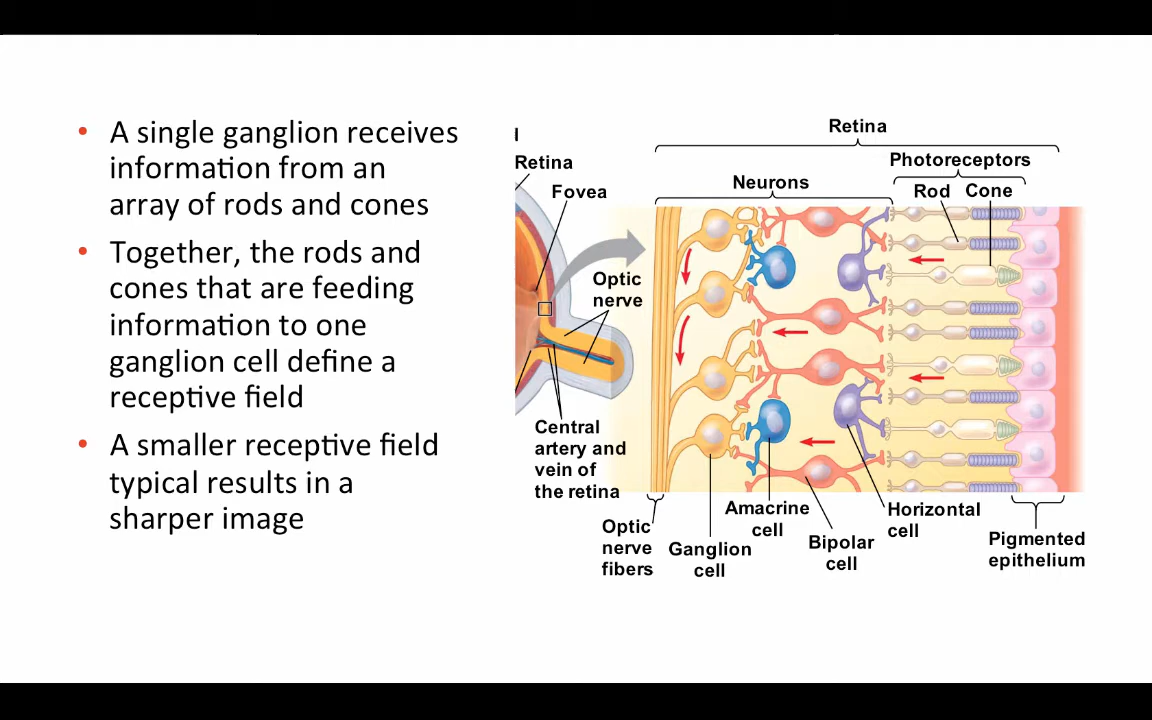 • A single ganglion receives
information from an
array of rods and cones
• Together, the rods and
cones that are feeding
information to one
ganglion cell define a
receptive field
• A smaller receptive field
typical results in a
sharper image
Retina
Photoreceptors
Neurons
Rod Cone
l
Retina
Fovea
Optic
nerve
Central
artery and
vein of
the retina
Optic
nerve
fibers
Ganglion
cell
Amacrine
cell
Bipolar
cell
Horizontal
cell
Pigmented
epithelium